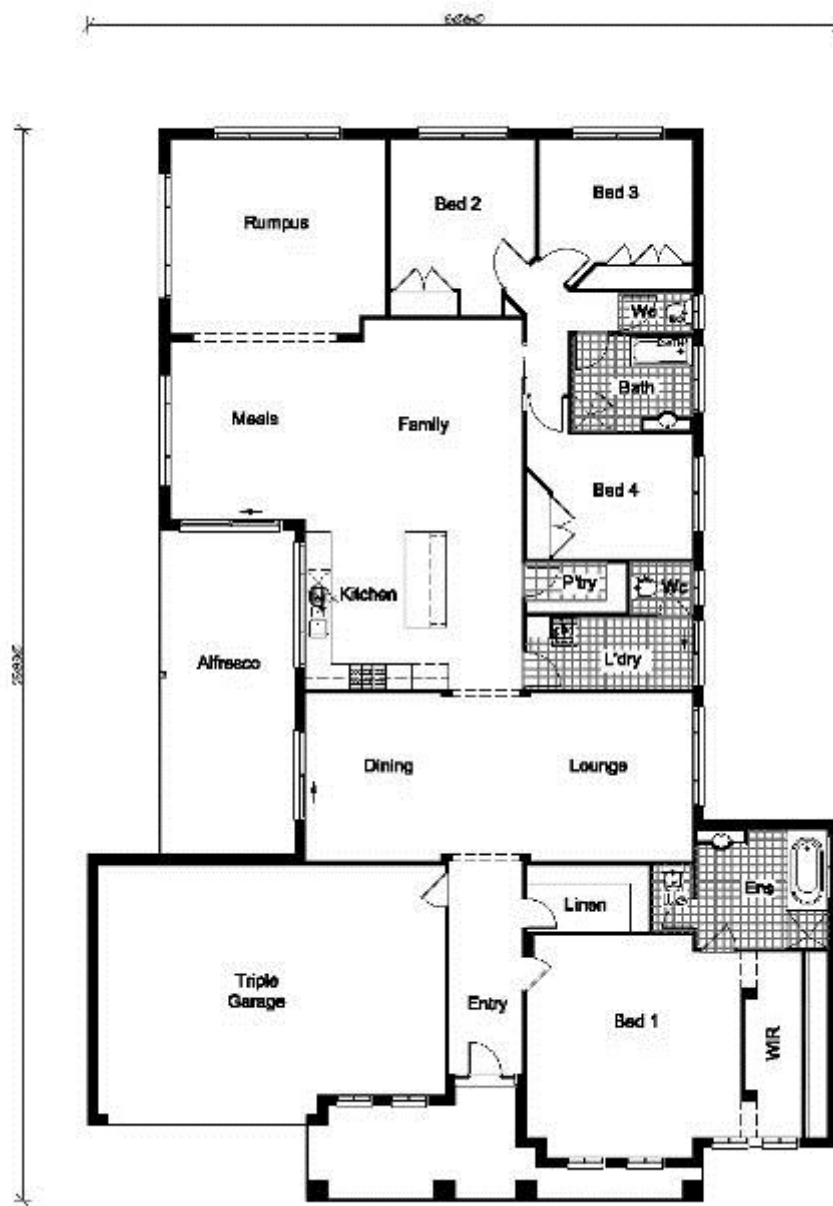 Rumpus
Bed 2
Bed 3
Wc
Bath
Meals
Family
Bed 4
P'try
Wc
Kitchen
L'dry
Alfresco
Dining
Lounge
Ens
Linen
Triple
Garage
Entry
Bed 1
WIR